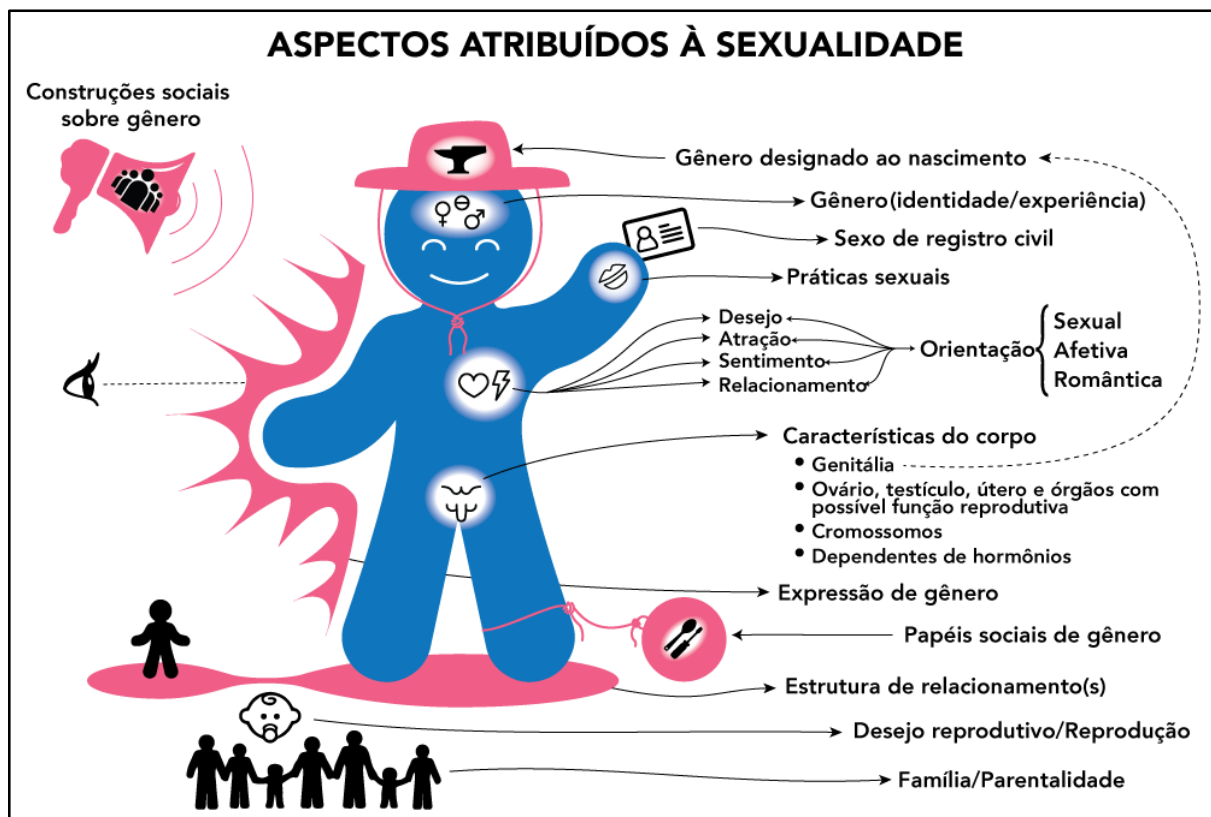 ASPECTOS ATRIBUÍDOS À SEXUALIDADE
Construções sociais
sobre gênero
Gênero designado ao nascimento
Gênero (identidade/experiência)
Sexo de registro civil
Práticas sexuais
Desejo
Atração
Sentimento
Relacionamento
Orientação
Sexual
Afetiva
Romântica
Características do corpo
• Genitália
• Ovário, testículo, útero e órgãos com
possível função reprodutiva
• Cromossomos
• Dependentes de hormônios
Expressão de gênero
Papéis sociais de gênero
Estrutura de relacionamento(s)
Desejo reprodutivo/Reprodução
Família/Parentalidade